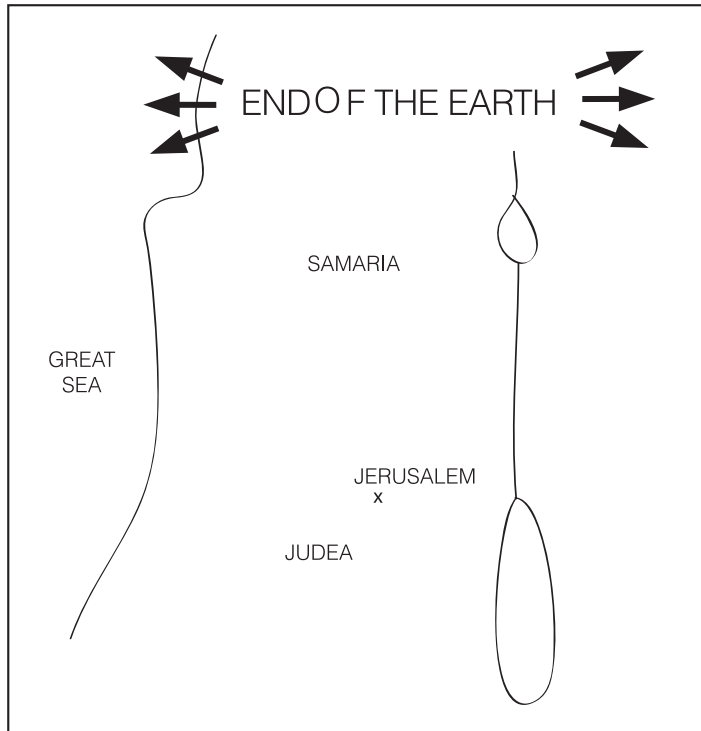 END OF THE EARTH
SAMARIA
GREAT
SEA
JERUSALEM
x
JUDEA